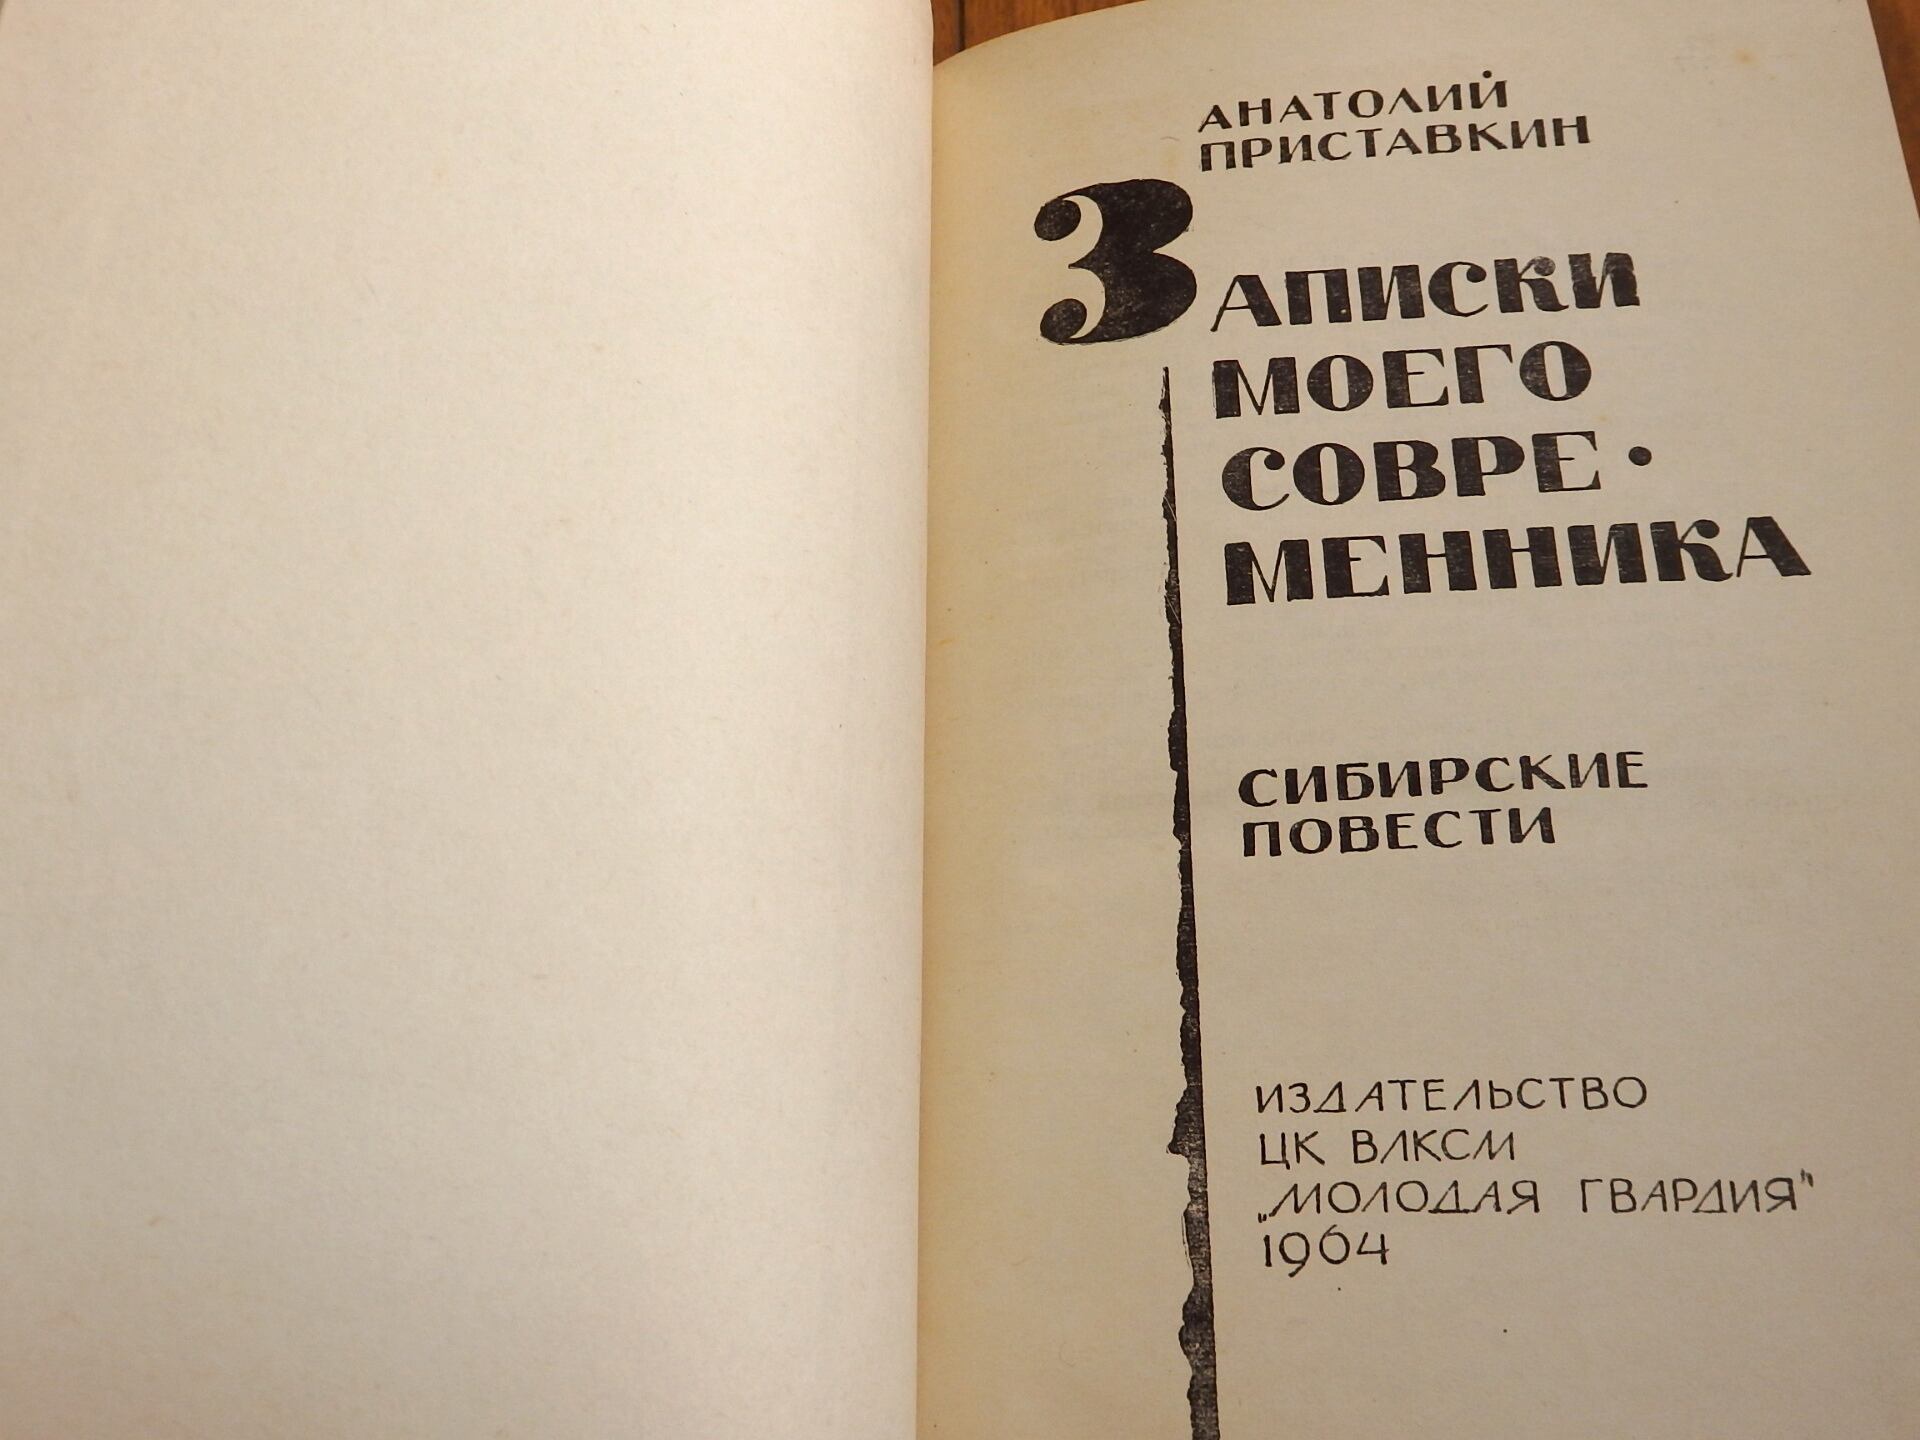 АНАТОЛИЙ
ПРИСТАВКИН
ЗАПИСКИ
МОЕГО
СОВРЕ·
МЕННИКА
СИБИРСКИЕ
ПОВЕСТИ
ИЗДАТЕЛЬСТВО
ЦК ВЛКСМ
„МОЛОДАЯ ГВАРДИЯ"
1964